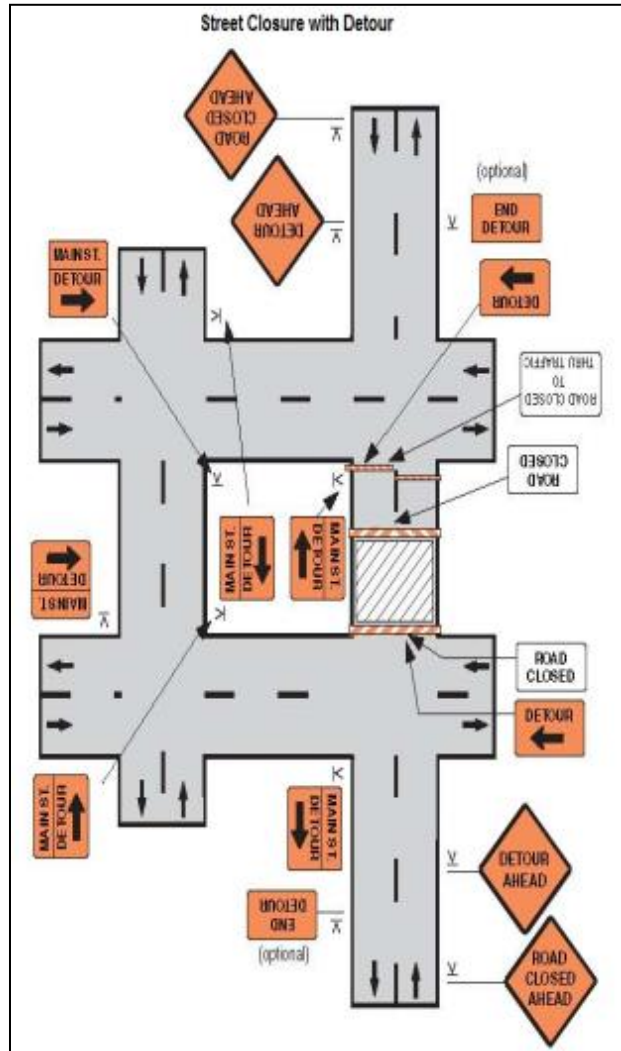 Street Closure with Detour
ROAD
CLOSED
AHEAD
DETOUR
AHEAD
(optional)
END
DETOUR
MAIN ST.
DETOUR
DETOUR
ROAD CLOSED
TO
THRU TRAFFIC
ROAD
CLOSED
MAIN ST.
DETOUR
MAIN ST.
DETOUR
MAIN ST.
DETOUR
ROAD
CLOSED
DETOUR
MAIN ST.
DETOUR
MAIN ST.
DETOUR
DETOUR
AHEAD
END
DETOUR
(optional)
ROAD
CLOSED
AHEAD